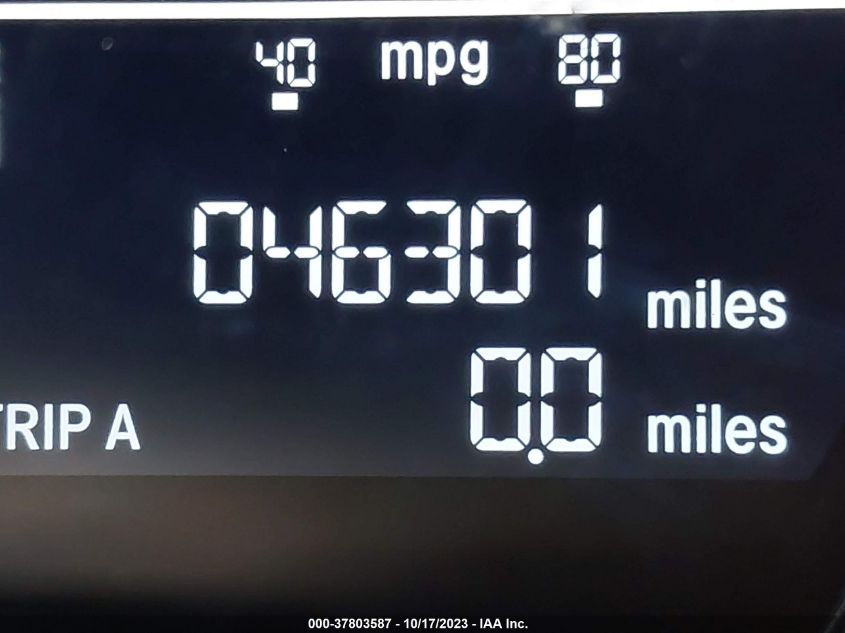 40 mpg 80
046301 miles
TRIP A 0.0 miles
000-37803587 - 10/17/2023 - IAA Inc.